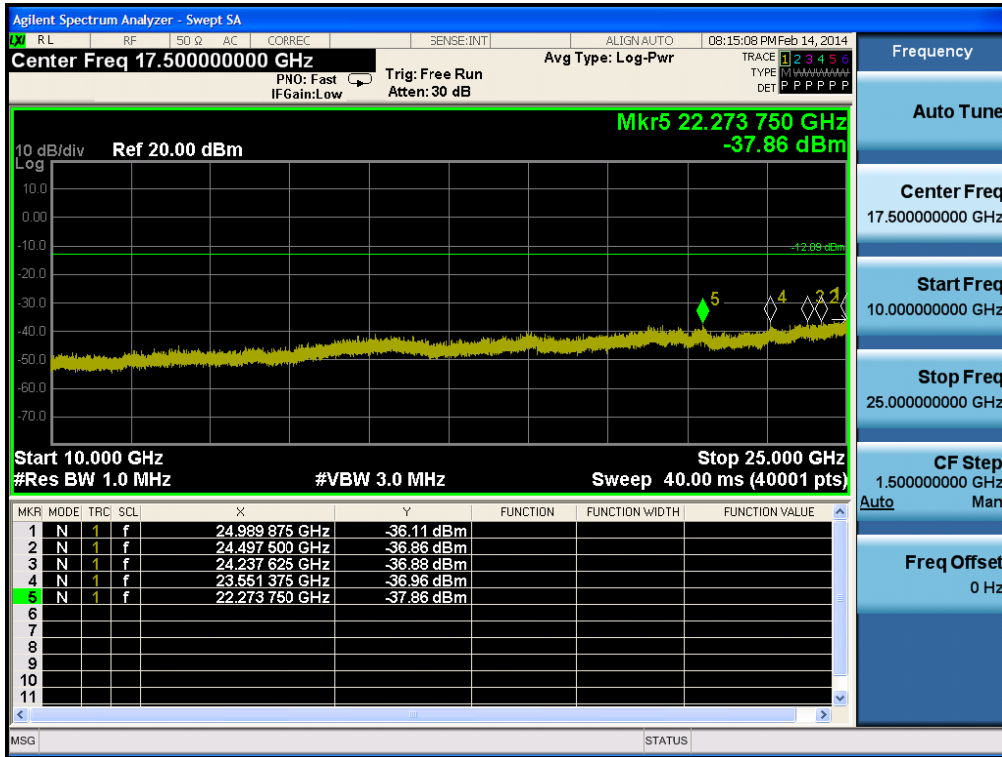 Agilent Spectrum Analyzer - Swept SA
LXI RL RF 50 Ω AC CORREC SENSE:INT ALIGN AUTO 08:15:08 PM Feb 14, 2014
Center Freq 17.500000000 GHz
PNO: Fast
IFGain:Low
Trig: Free Run
Atten: 30 dB
Avg Type: Log-Pwr
TRACE 1 2 3 4 5 6
TYPE M
DET P P P P P P
Mkr5 22.273 750 GHz
-37.86 dBm
10 dB/div Ref 20.00 dBm
Log
10.0
0.00
-10.0
-12.09 dBm
-20.0
-30.0
5 4 3 2 1
-40.0
-50.0
-60.0
-70.0
Start 10.000 GHz Stop 25.000 GHz
#Res BW 1.0 MHz #VBW 3.0 MHz Sweep 40.00 ms (40001 pts)
MKR MODE TRC SCL X Y FUNCTION FUNCTION WIDTH FUNCTION VALUE
1 N 1 f 24.989 875 GHz -36.11 dBm
2 N 1 f 24.497 500 GHz -36.86 dBm
3 N 1 f 24.237 625 GHz -36.88 dBm
4 N 1 f 23.551 375 GHz -36.96 dBm
5 N 1 f 22.273 750 GHz -37.86 dBm
6
7
8
9
10
11
MSG STATUS
Frequency
Auto Tune
Center Freq
17.500000000 GHz
Start Freq
10.000000000 GHz
Stop Freq
25.000000000 GHz
CF Step
1.500000000 GHz
Auto Man
Freq Offset
0 Hz